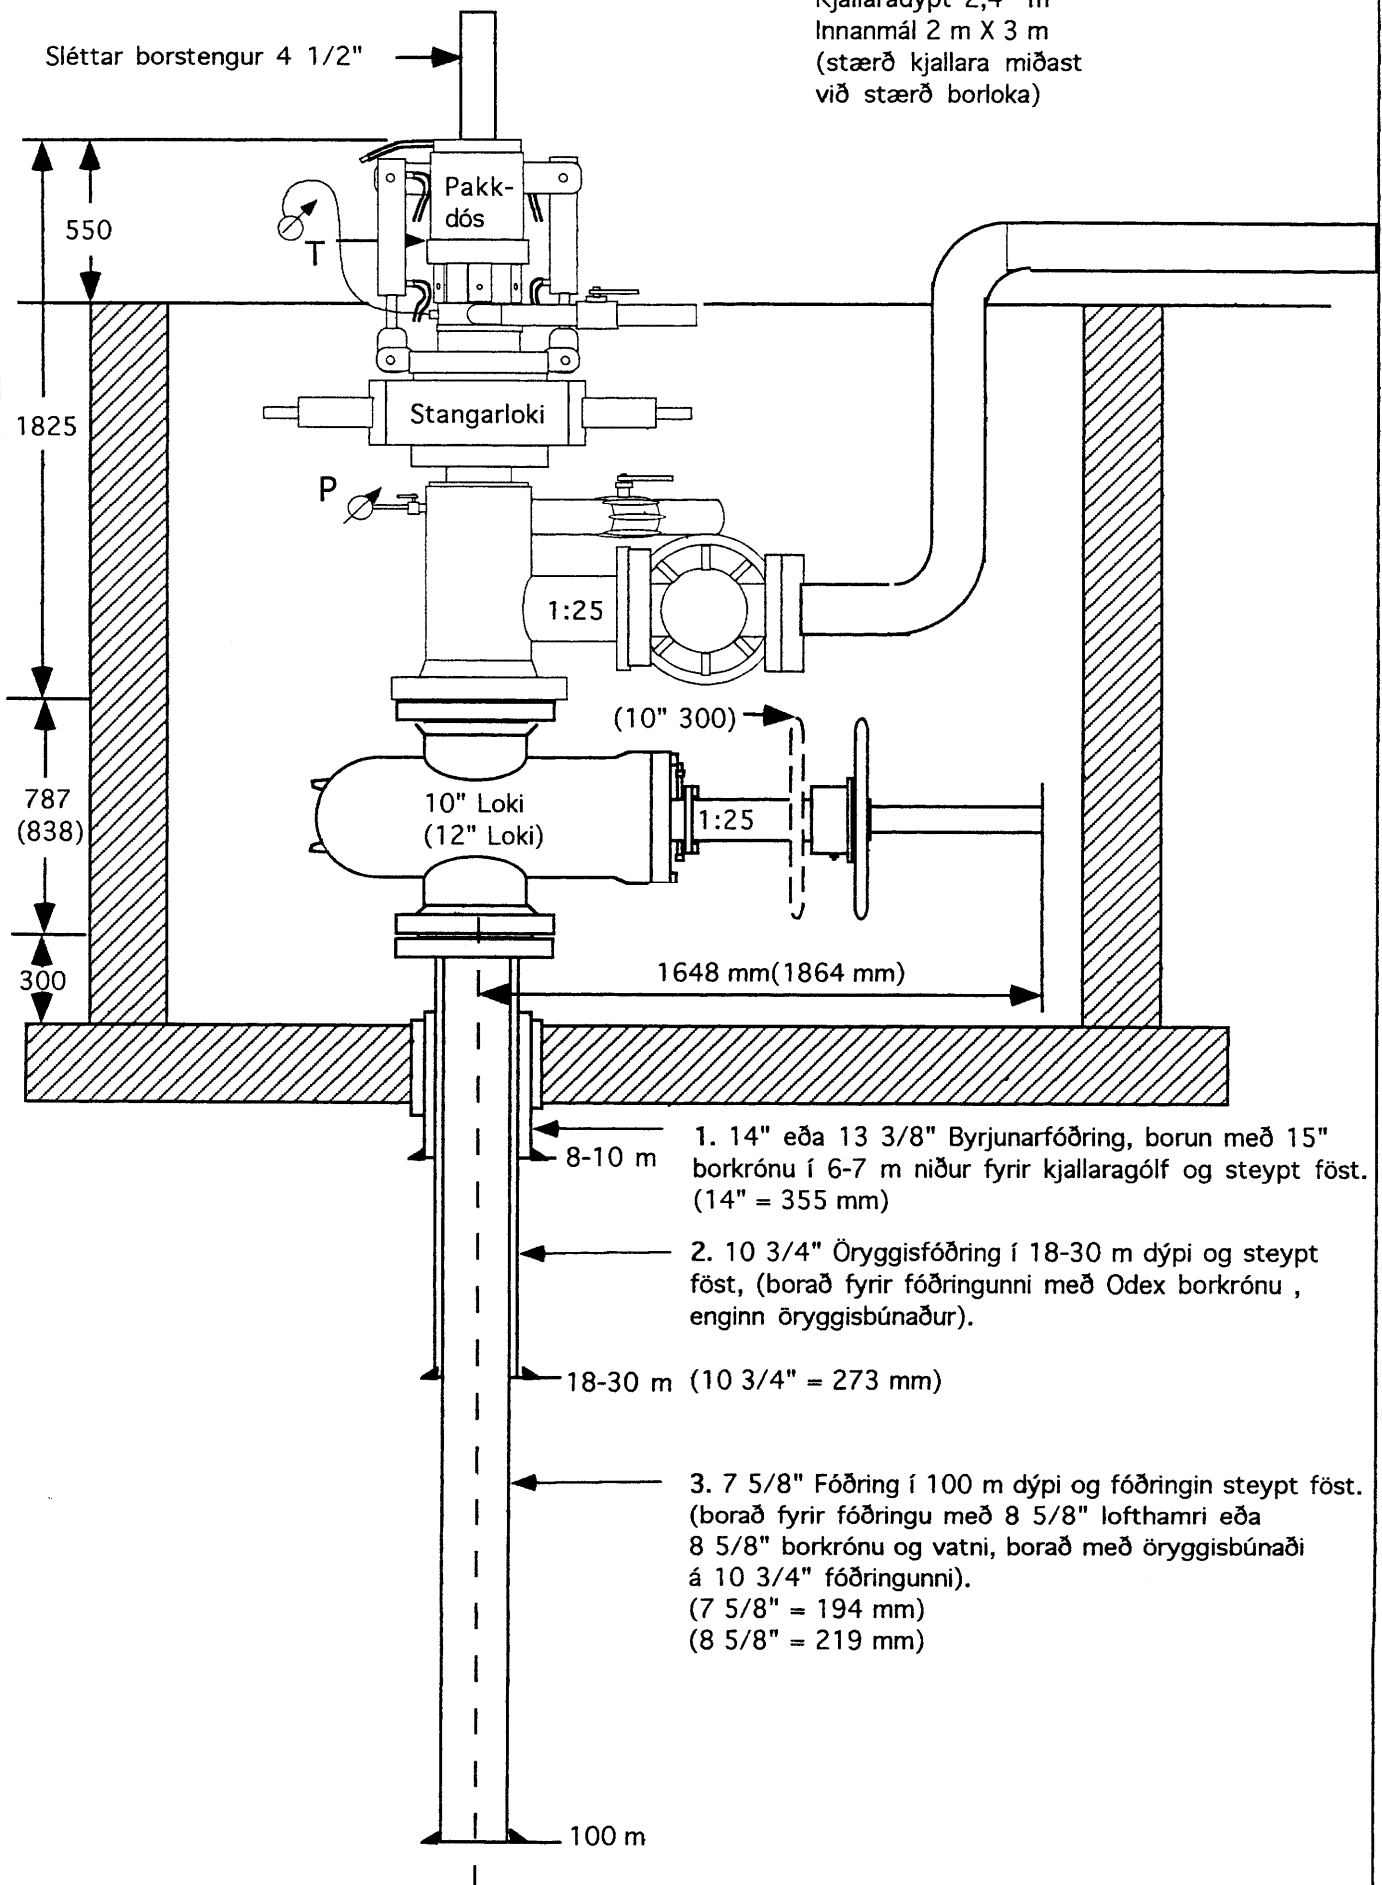 Kjallaradýpt 2,4 m
Innanmál 2 m X 3 m
(stærð kjallara miðast
við stærð borloka)
Sléttar borstengur 4 1/2"
Pakk-
dós
550
T
1825
Stangarloki
P
1:25
(10" 300)
787
(838)
10" Loki
(12" Loki)
1:25
300
1648 mm(1864 mm)
8-10 m
1. 14" eða 13 3/8" Byrjunarfóðring, borun með 15"
borkrónu í 6-7 m niður fyrir kjallaragólf og steypt föst.
(14" = 355 mm)
2. 10 3/4" Öryggisfóðring í 18-30 m dýpi og steypt
föst, (borað fyrir fóðringunni með Odex borkrónu ,
enginn öryggisbúnaður).
18-30 m (10 3/4" = 273 mm)
3. 7 5/8" Fóðring í 100 m dýpi og fóðringin steypt föst.
(borað fyrir fóðringu með 8 5/8" lofthamri eða
8 5/8" borkrónu og vatni, borað með öryggisbúnaði
á 10 3/4" fóðringunni).
(7 5/8" = 194 mm)
(8 5/8" = 219 mm)
100 m